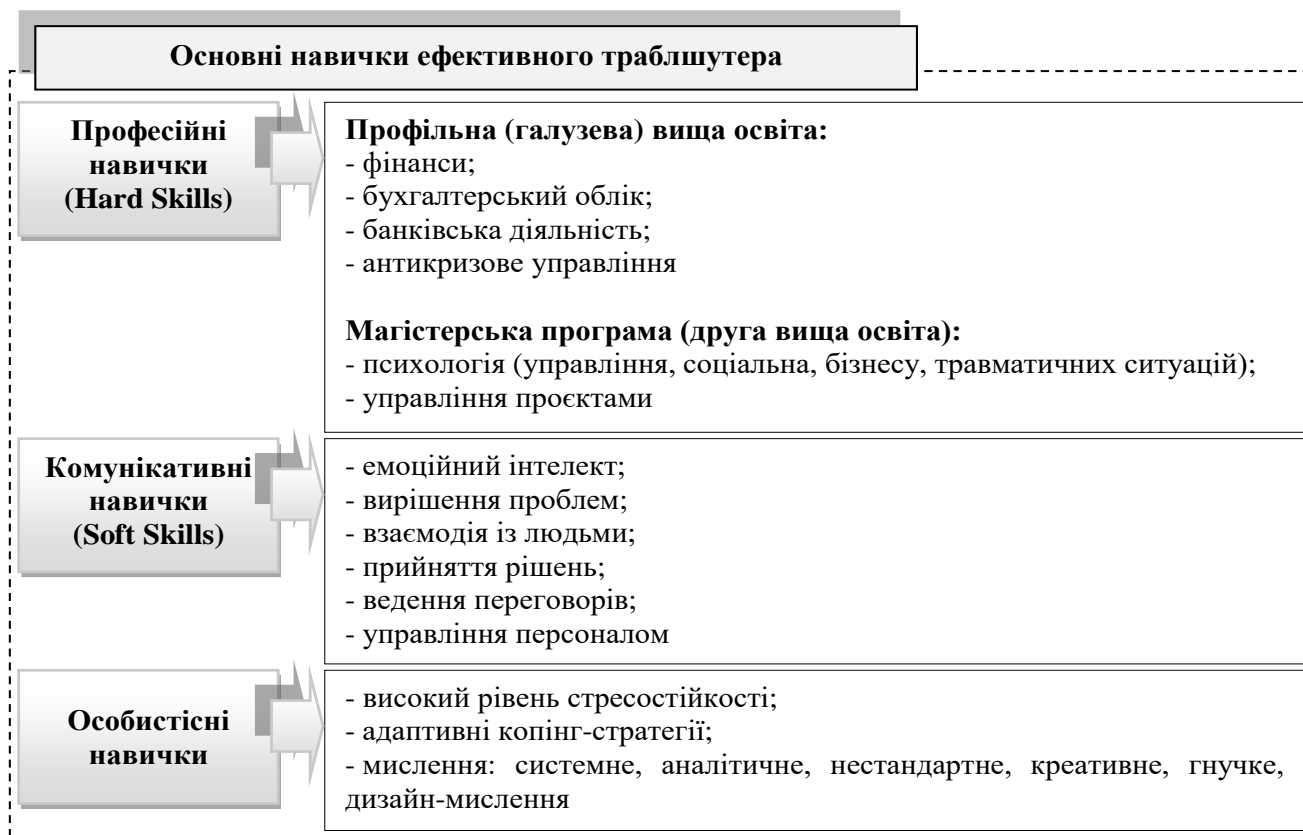 Основні навички ефективного траблшутера
Професійні
навички
(Hard Skills)
Профільна (галузева) вища освіта:
- фінанси;
- бухгалтерський облік;
- банківська діяльність;
- антикризове управління
Магістерська програма (друга вища освіта):
- психологія (управління, соціальна, бізнесу, травматичних ситуацій);
- управління проєктами
Комунікативні
навички
(Soft Skills)
- емоційний інтелект;
- вирішення проблем;
- взаємодія із людьми;
- прийняття рішень;
- ведення переговорів;
- управління персоналом
Особистісні
навички
- високий рівень стресостійкості;
- адаптивні копінг-стратегії;
- мислення: системне, аналітичне, нестандартне, креативне, гнучке,
дизайн-мислення